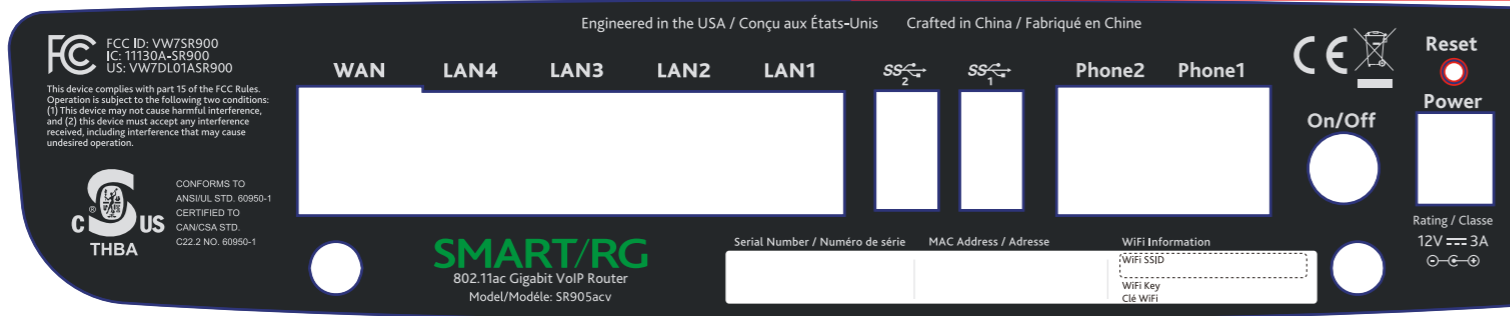 Engineered in the USA / Conçu aux États-Unis Crafted in China / Fabriqué en Chine
FC
FCC ID: VW7SR900
IC: 11130A-SR900
US: VW7DL01ASR900
This device complies with part 15 of the FCC Rules.
Operation is subject to the following two conditions:
(1) This device may not cause harmful interference,
and (2) this device must accept any interference
received, including interference that may cause
undesired operation.
C S US
®
THBA
CONFORMS TO
ANSI/UL STD. 60950-1
CERTIFIED TO
CAN/CSA STD.
C22.2 NO. 60950-1
WAN LAN4 LAN3 LAN2 LAN1 SS 2 SS 1 Phone2 Phone1
CE
On/Off
Reset
Power
Rating / Classe
12V ⎓ 3A
SMART/RG
802.11ac Gigabit VoIP Router
Model/Modéle: SR905acv
Serial Number / Numéro de série MAC Address / Adresse WiFi Information
WiFi SSID
WiFi Key
Clé WiFi